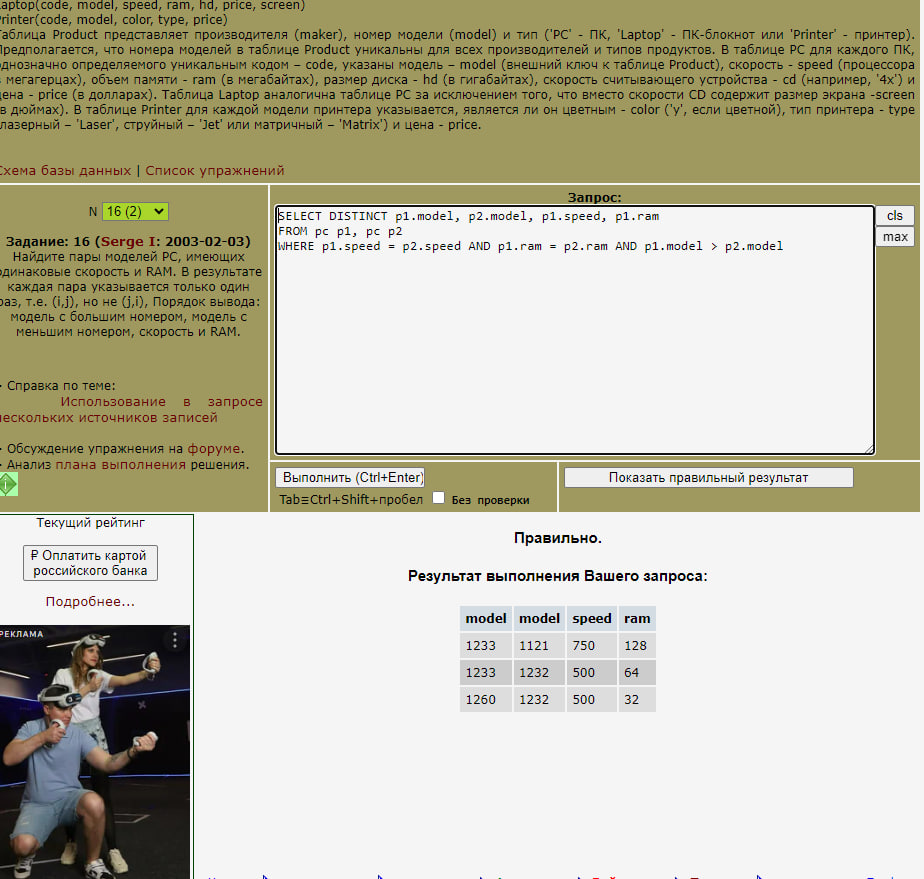 Laptop(code, model, speed, ram, hd, price, screen)
Printer(code, model, color, type, price)
Таблица Product представляет производителя (maker), номер модели (model) и тип ('PC' - ПК, 'Laptop' - ПК-блокнот или 'Printer' - принтер).
Предполагается, что номера моделей в таблице Product уникальны для всех производителей и типов продуктов. В таблице PC для каждого ПК,
однозначно определяемого уникальным кодом – code, указаны модель – model (внешний ключ к таблице Product), скорость - speed (процессора
в мегагерцах), объем памяти - ram (в мегабайтах), размер диска - hd (в гигабайтах), скорость считывающего устройства - cd (например, '4x') и
цена - price (в долларах). Таблица Laptop аналогична таблице РС за исключением того, что вместо скорости CD содержит размер экрана -screen
(в дюймах). В таблице Printer для каждой модели принтера указывается, является ли он цветным - color ('y', если цветной), тип принтера - type
(лазерный – 'Laser', струйный – 'Jet' или матричный – 'Matrix') и цена - price.
Схема базы данных | Список упражнений
N 16 (2)
Задание: 16 (Serge I: 2003-02-03)
Найдите пары моделей PC, имеющих
одинаковые скорость и RAM. В результате
каждая пара указывается только один
раз, т.е. (i,j), но не (j,i), Порядок вывода:
модель с большим номером, модель с
меньшим номером, скорость и RAM.
Справка по теме:
Использование в запросе
нескольких источников записей
Обсуждение упражнения на форуме.
Анализ плана выполнения решения.
Запрос:
SELECT DISTINCT p1.model, p2.model, p1.speed, p1.ram
FROM pc p1, pc p2
WHERE p1.speed = p2.speed AND p1.ram = p2.ram AND p1.model > p2.model
cls
max
Выполнить (Ctrl+Enter)
Tab≡Ctrl+Shift+пробел Без проверки
Показать правильный результат
Текущий рейтинг
₽ Оплатить картой
российского банка
Подробнее...
РЕКЛАМА
Правильно.
Результат выполнения Вашего запроса:
model model speed ram
1233 1121 750 128
1233 1232 500 64
1260 1232 500 32